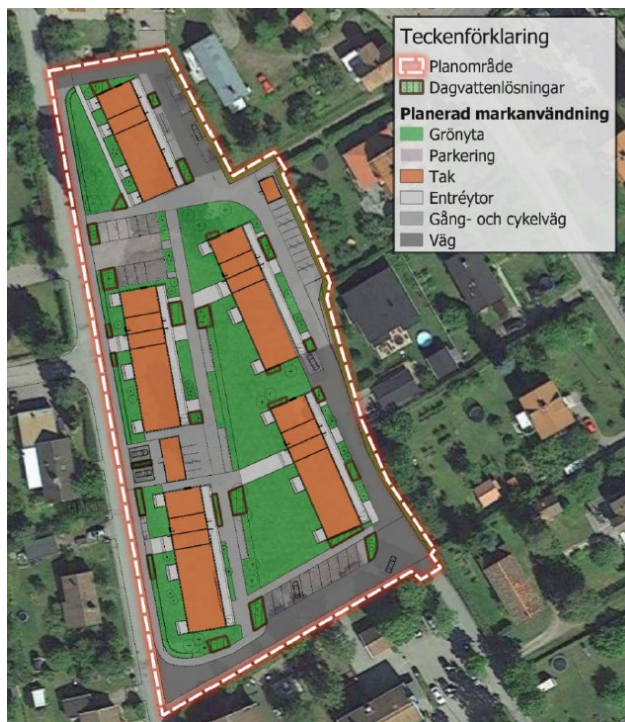 Teckenförklaring
Planområde
Dagvattenlösningar
Planerad markanvändning
Grönyta
Parkering
Tak
Entréytor
Gång- och cykelväg
Väg